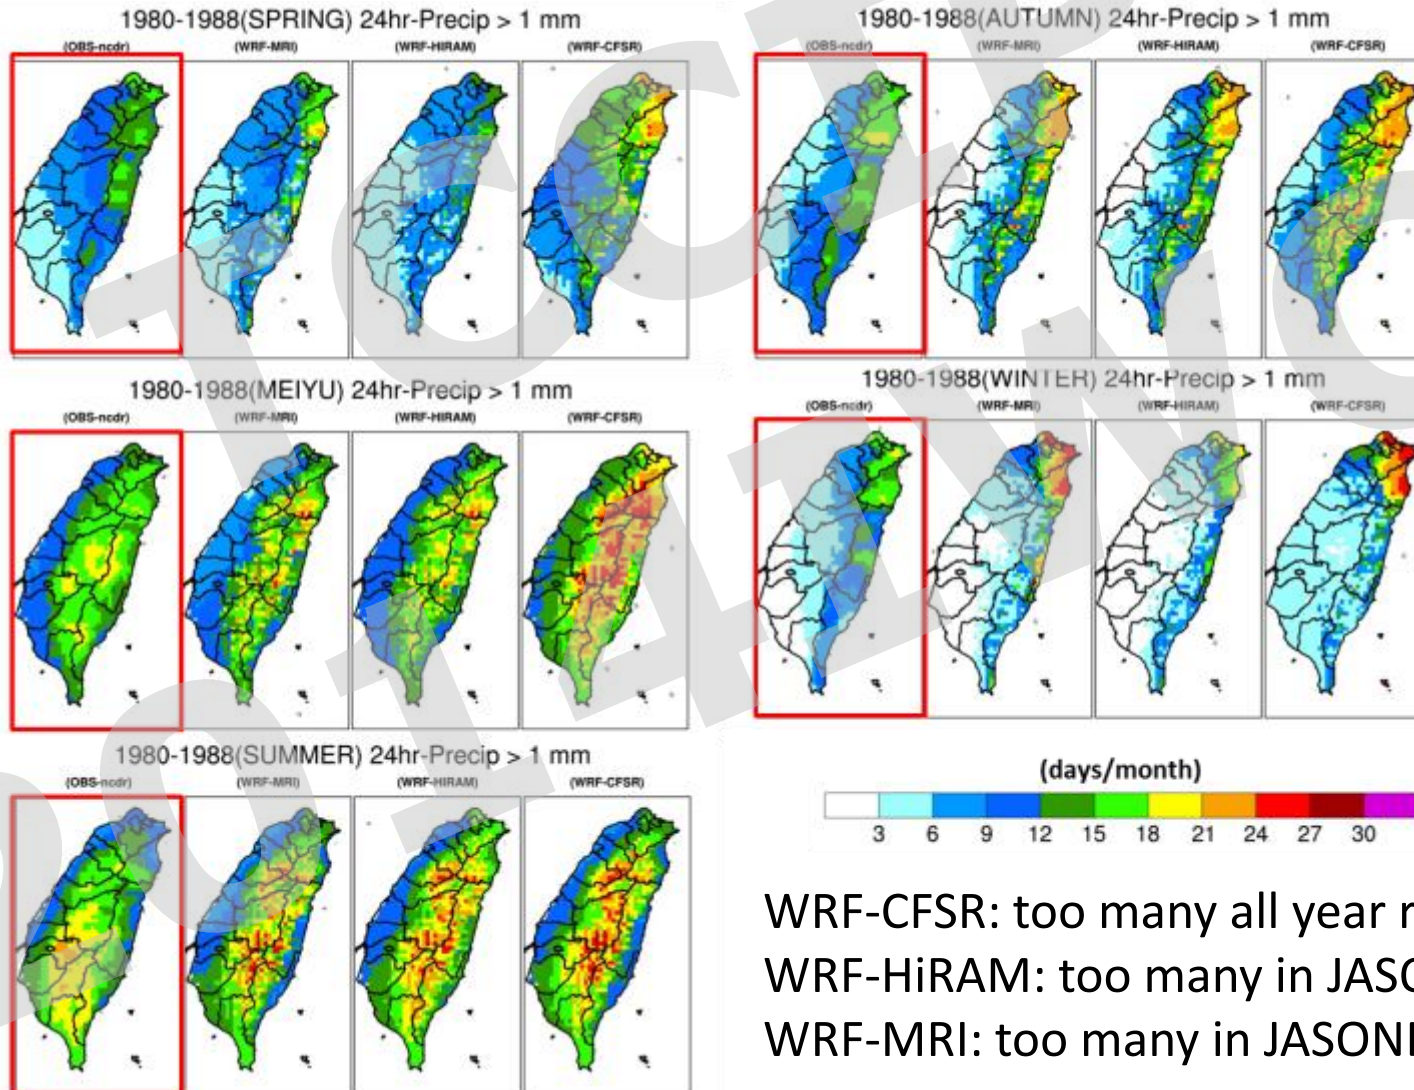 1980-1988(SPRING) 24hr-Precip > 1 mm
(OBS-ncdr) (WRF-MRI) (WRF-HIRAM) (WRF-CFSR)
1980-1988(MEIYU) 24hr-Precip > 1 mm
(OBS-ncdr) (WRF-MRI) (WRF-HIRAM) (WRF-CFSR)
1980-1988(SUMMER) 24hr-Precip > 1 mm
(OBS-ncdr) (WRF-MRI) (WRF-HIRAM) (WRF-CFSR)
1980-1988(AUTUMN) 24hr-Precip > 1 mm
(OBS-ncdr) (WRF-MRI) (WRF-HIRAM) (WRF-CFSR)
1980-1988(WINTER) 24hr-Precip > 1 mm
(OBS-ncdr) (WRF-MRI) (WRF-HIRAM) (WRF-CFSR)
(days/month)
3 6 9 12 15 18 21 24 27 30
WRF-CFSR: too many all year
WRF-HiRAM: too many in
WRF-MRI: too many in